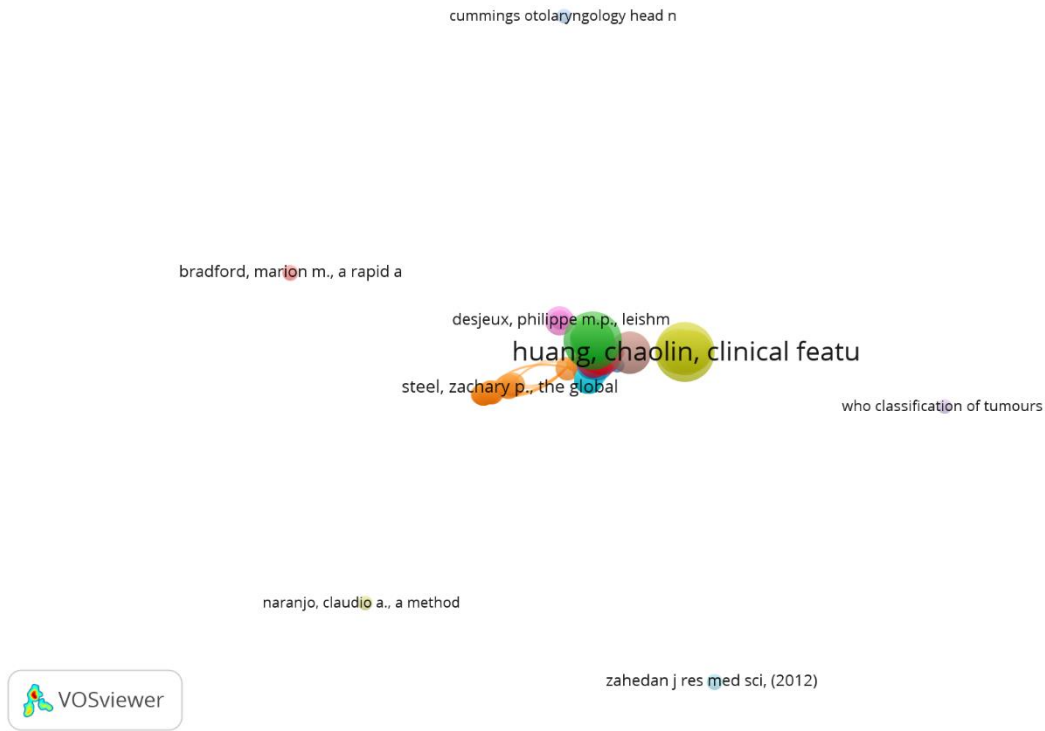 cummings otolaryngology head n
bradford, marion m., a rapid a
desjeux, philippe m.p., leishm
huang, chaolin, clinical featu
steel, zachary p., the global
who classification of tumours
naranjo, claudio a., a method
zahedan j res med sci, (2012)
VOSviewer